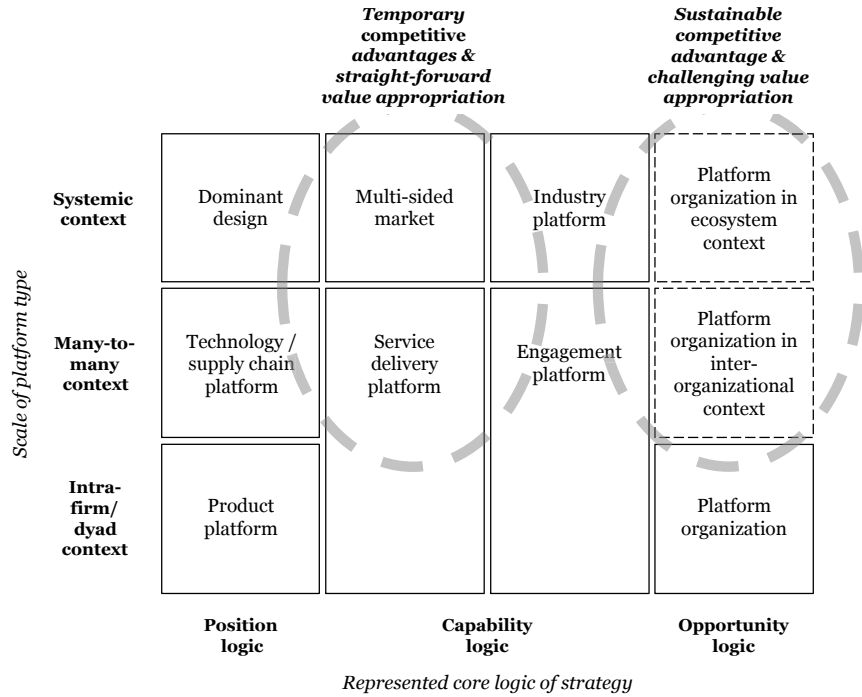 Temporary
competitive
advantages &
straight-forward
value appropriation
Sustainable
competitive
advantage &
challenging value
appropriation
Scale of platform type
Systemic
context
Dominant
design
Multi-sided
market
Industry
platform
Platform
organization in
ecosystem
context
Many-to-
many
context
Technology /
supply chain
platform
Service
delivery
platform
Engagement
platform
Platform
organization in
inter-
organizational
context
Intra-
firm/
dyad
context
Product
platform
Platform
organization
Position
logic
Capability
logic
Opportunity
logic
Represented core logic of strategy